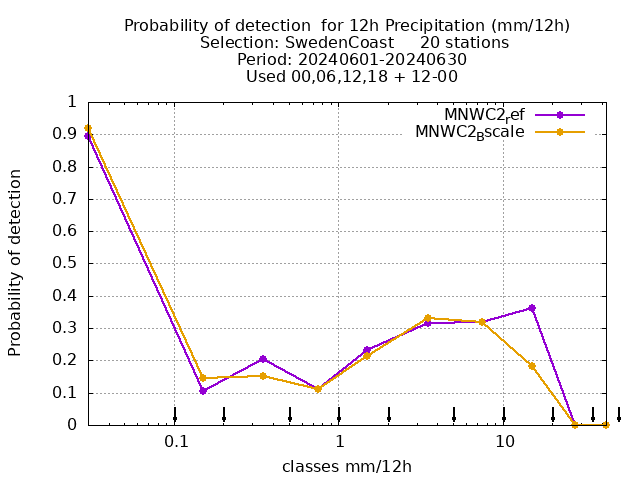 Probability of detection  for 12h Precipitation (mm/12h)
Selection: SwedenCoast     20 stations
Period: 20240601-20240630
Used 00,06,12,18 + 12-00
MNWC2ref
MNWC2Bscale
1
0.9
0.8
0.7
0.6
0.5
0.4
0.3
0.2
0.1
0
Probability of detection
0.1 1 10
classes mm/12h